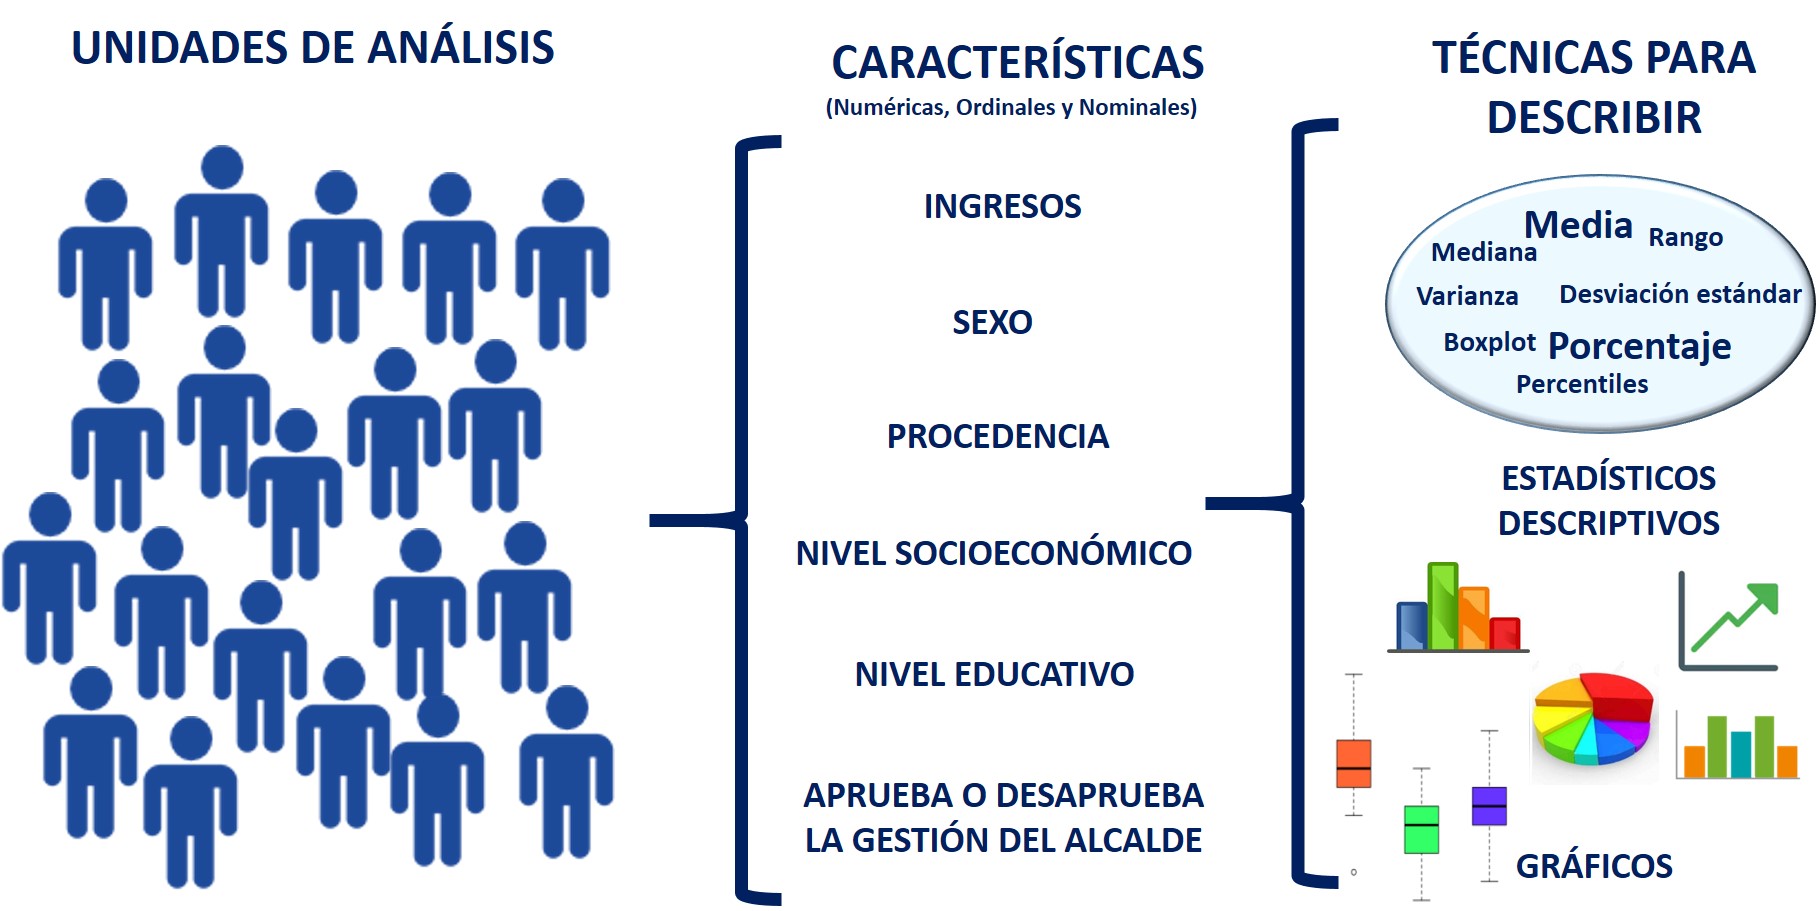 UNIDADES DE ANÁLISIS
CARACTERÍSTICAS
(Numéricas, Ordinales y Nominales)
INGRESOS
SEXO
PROCEDENCIA
NIVEL SOCIOECONÓMICO
NIVEL EDUCATIVO
APRUEBA O DESAPRUEBA
LA GESTIÓN DEL ALCALDE
TÉCNICAS PARA
DESCRIBIR
Media
Rango
Mediana
Varianza
Desviación estándar
Boxplot
Porcentaje
Percentiles
ESTADÍSTICOS
DESCRIPTIVOS
GRÁFICOS